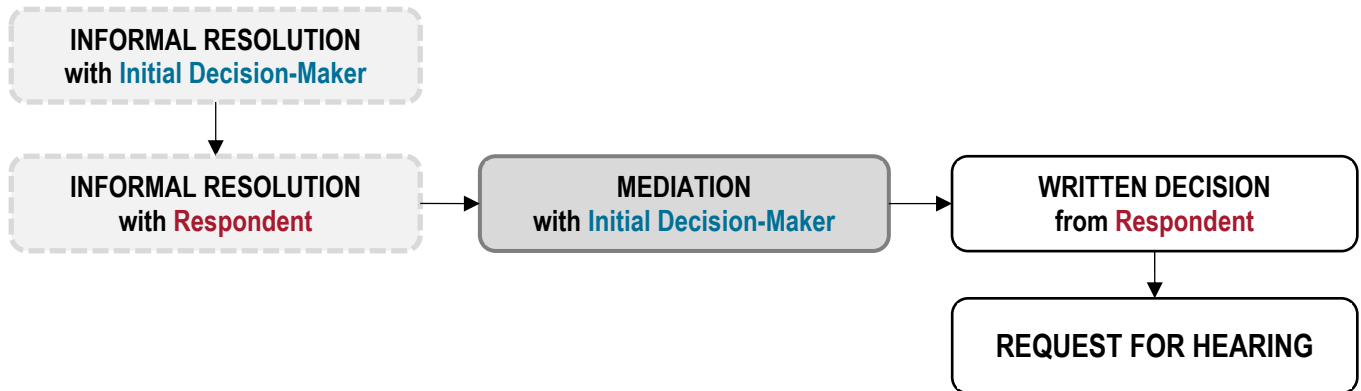 INFORMAL RESOLUTION
with Initial Decision-Maker
INFORMAL RESOLUTION
with Respondent
MEDIATION
with Initial Decision-Maker
WRITTEN DECISION
from Respondent
REQUEST FOR HEARING